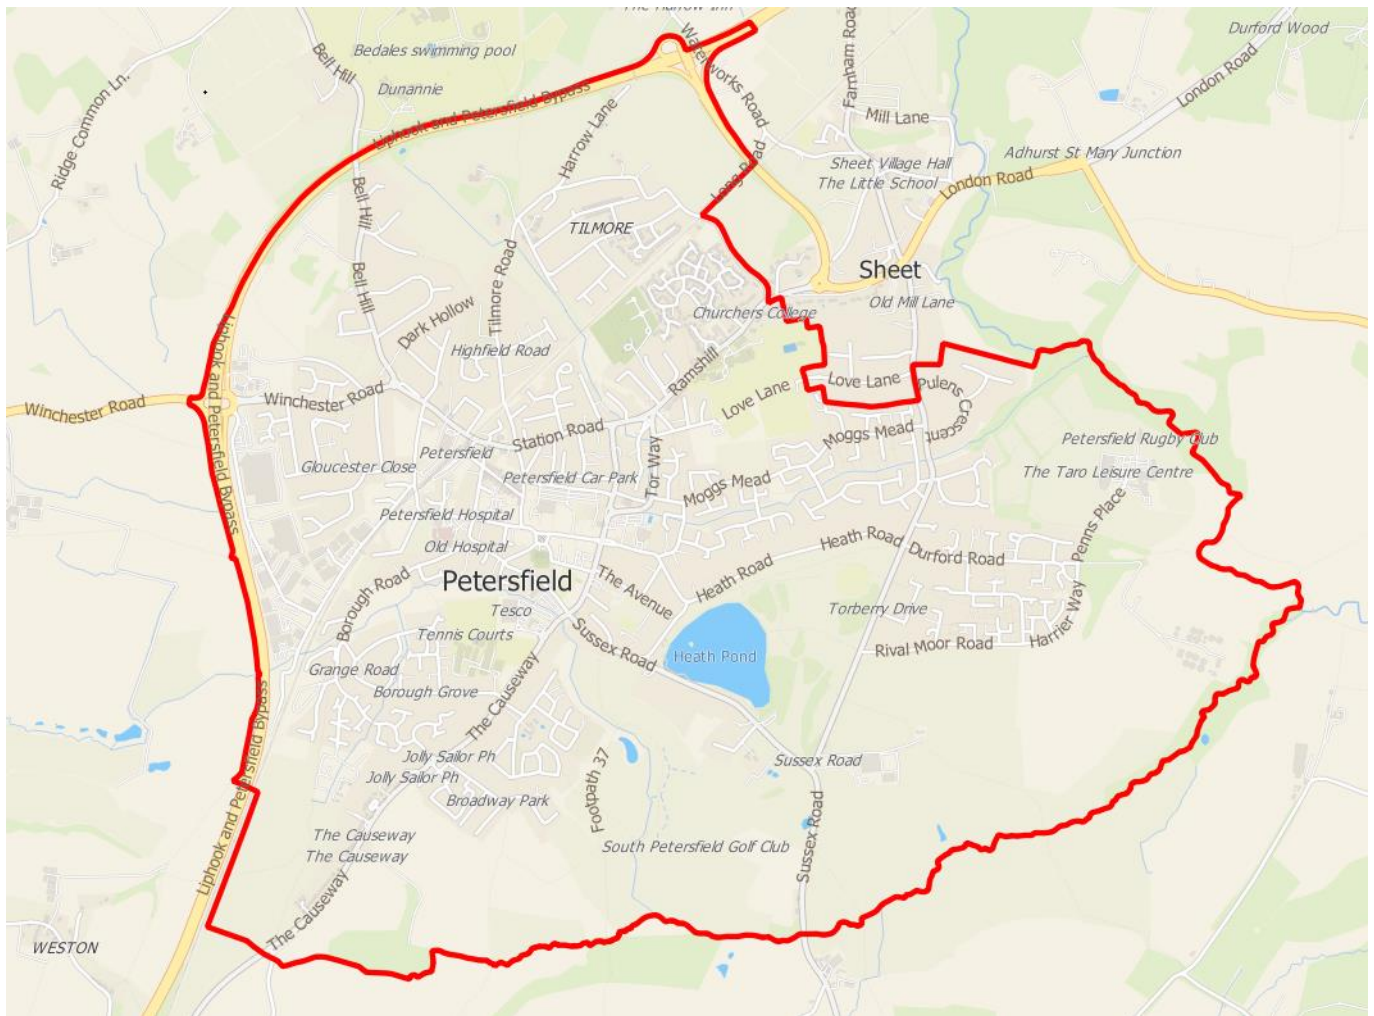 The Harrow Inn
Durford Wood
Bedales swimming pool
Bell Hill
Waterworks Road
Farnham Road
London Road
Dunannie
Liphook and Petersfield Bypass
Ridge Common Ln.
Harrow Lane
Mill Lane
Adhurst St Mary Junction
Sheet Village Hall
Long Road
The Little School
London Road
Bell Hill
TILMORE
Sheet
Bell Hill
Tilmore Road
Old Mill Lane
Dark Hollow
Churchers College
Highfield Road
Ramshill
Liphook and Petersfield Bypass
Love Lane
Pulens Crescent
Winchester Road
Winchester Road
Love Lane
Station Road
Moggs Mead
Petersfield Rugby Club
Petersfield
Gloucester Close
Tor Way
The Taro Leisure Centre
Petersfield Car Park
Moggs Mead
Petersfield Hospital
Penns Place
Old Hospital
Heath Road
Durford Road
Petersfield
The Avenue
Heath Road
Borough Road
Tesco
Torberry Drive
Harrier Way
Tennis Courts
Sussex Road
Rival Moor Road
Heath Pond
Grange Road
Borough Grove
The Causeway
Liphook and Petersfield Bypass
Jolly Sailor Ph
Sussex Road
Jolly Sailor Ph
Broadway Park
Footpath 37
The Causeway
South Petersfield Golf Club
The Causeway
Sussex Road
The Causeway
WESTON